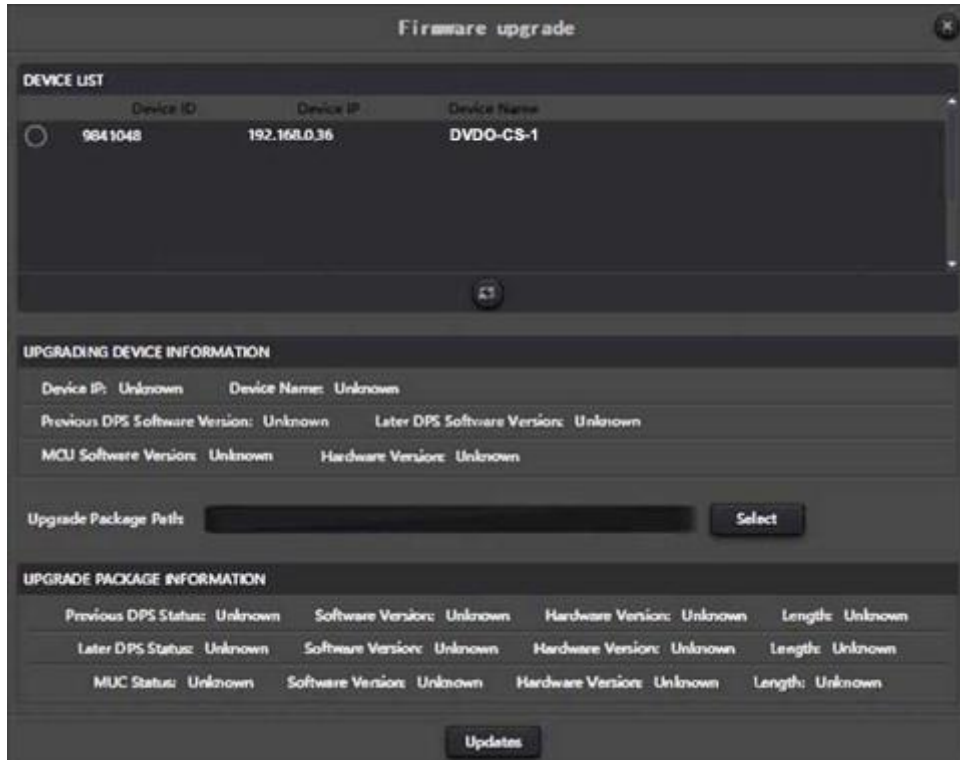 Firmware upgrade
DEVICE LIST
Device ID Device IP Device Name
9841048 192.168.0.36 DVDO-CS-1
UPGRADING DEVICE INFORMATION
Device IP: Unknown Device Name: Unknown
Previous DPS Software Version: Unknown Later DPS Software Version: Unknown
MCU Software Version: Unknown Hardware Version: Unknown
Upgrade Package Path: Select
UPGRADE PACKAGE INFORMATION
Previous DPS Status: Unknown Software Version: Unknown Hardware Version: Unknown Length: Unknown
Later DPS Status: Unknown Software Version: Unknown Hardware Version: Unknown Length: Unknown
MUC Status: Unknown Software Version: Unknown Hardware Version: Unknown Length: Unknown
Updates